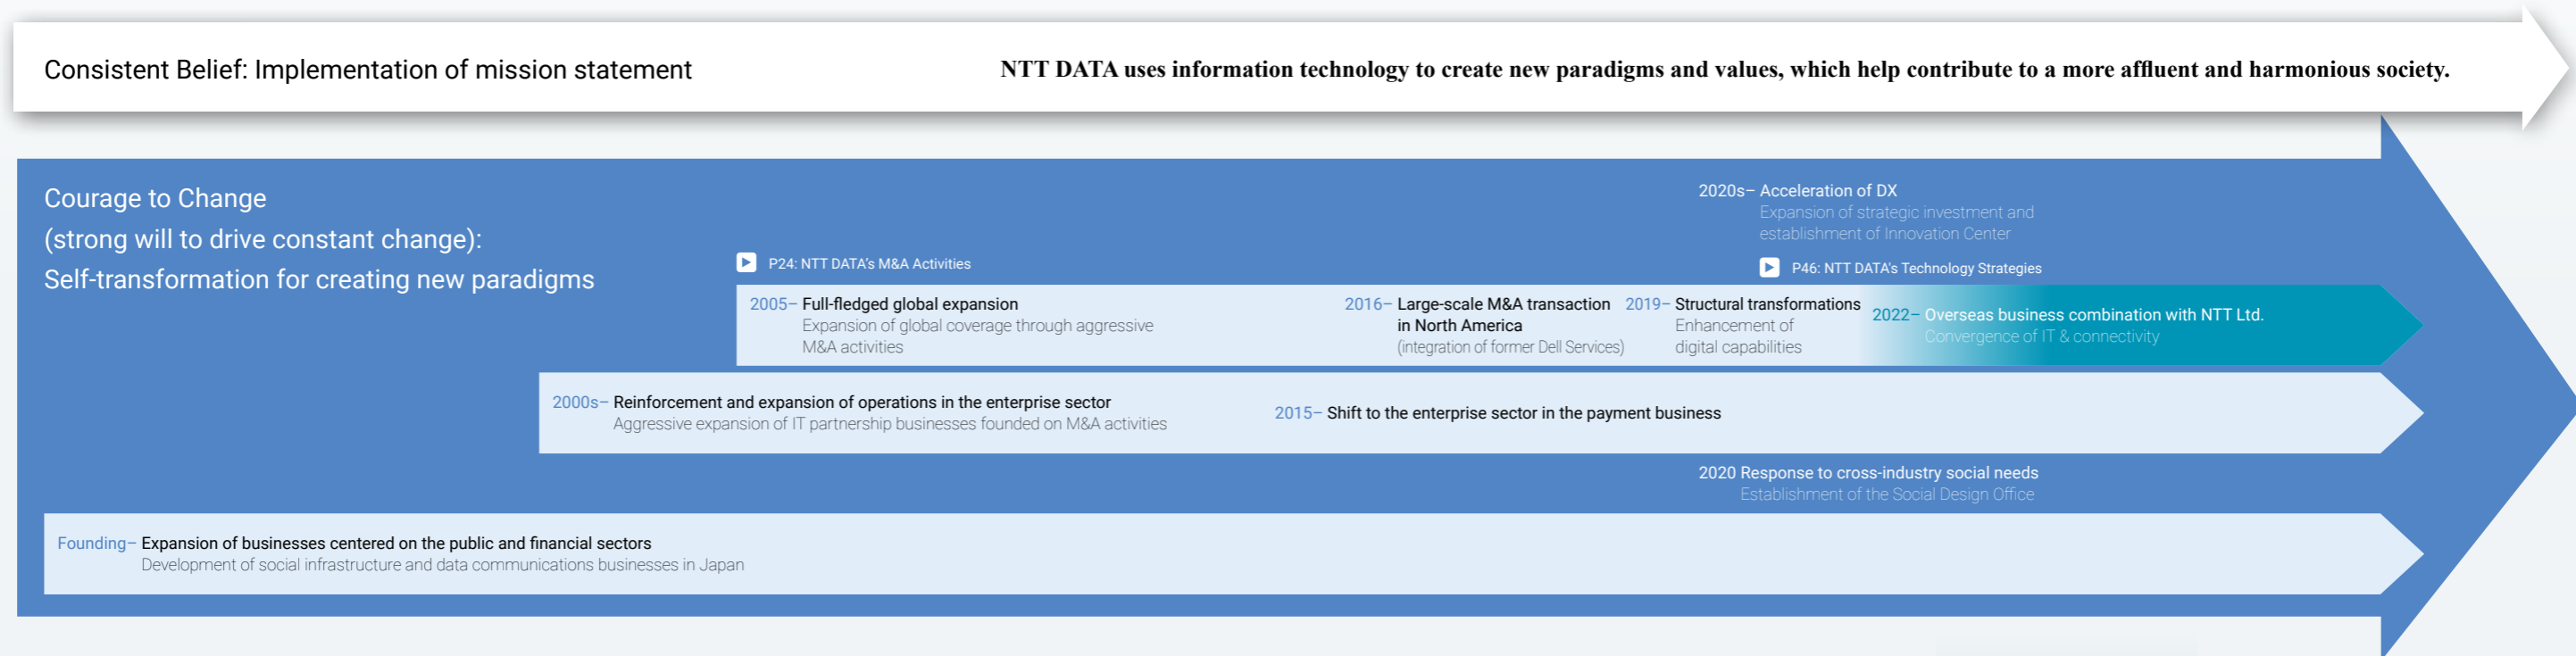 Consistent Belief: Implementation of mission statement
NTT DATA uses information technology to create new paradigms and values, which help contribute to a more affluent and harmonious society.
Courage to Change
(strong will to drive constant change):
Self-transformation for creating new paradigms
2020s– Acceleration of DX
Expansion of strategic investment and
establishment of Innovation Center
P24: NTT DATA's M&A Activities
P46: NTT DATA's Technology Strategies
2005– Full-fledged global expansion
Expansion of global coverage through aggressive
M&A activities
2016– Large-scale M&A transaction
in North America
(integration of former Dell Services)
2019– Structural transformations
Enhancement of
digital capabilities
2022– Overseas business combination with NTT Ltd.
Convergence of IT & connectivity
2000s– Reinforcement and expansion of operations in the enterprise sector
Aggressive expansion of IT partnership businesses founded on M&A activities
2015– Shift to the enterprise sector in the payment business
2020 Response to cross-industry social needs
Establishment of the Social Design Office
Founding– Expansion of businesses centered on the public and financial sectors
Development of social infrastructure and data communications businesses in Japan